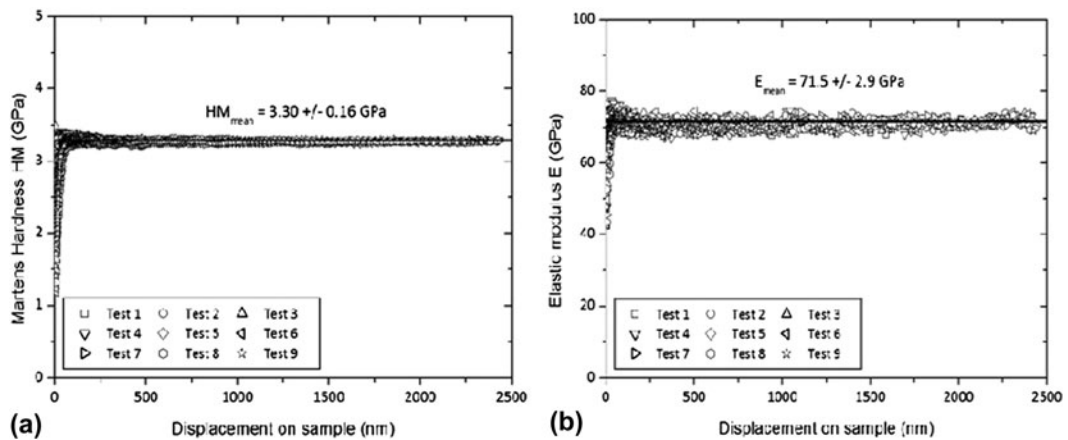 5
4
3
2
1
0
Martens Hardness HM (GPa)
HM mean = 3.30 +/- 0.16 GPa
□ Test 1 ○ Test 2 △ Test 3
▽ Test 4 ◇ Test 5 ◁ Test 6
▷ Test 7 ○ Test 8 ☆ Test 9
0 500 1000 1500 2000 2500
Displacement on sample (nm)
(a)
100
80
60
40
20
0
Elastic modulus E (GPa)
E mean = 71.5 +/- 2.9 GPa
□ Test 1 ○ Test 2 △ Test 3
▽ Test 4 ◇ Test 5 ◁ Test 6
▷ Test 7 ○ Test 8 ☆ Test 9
0 500 1000 1500 2000 2500
Displacement on sample (nm)
(b)